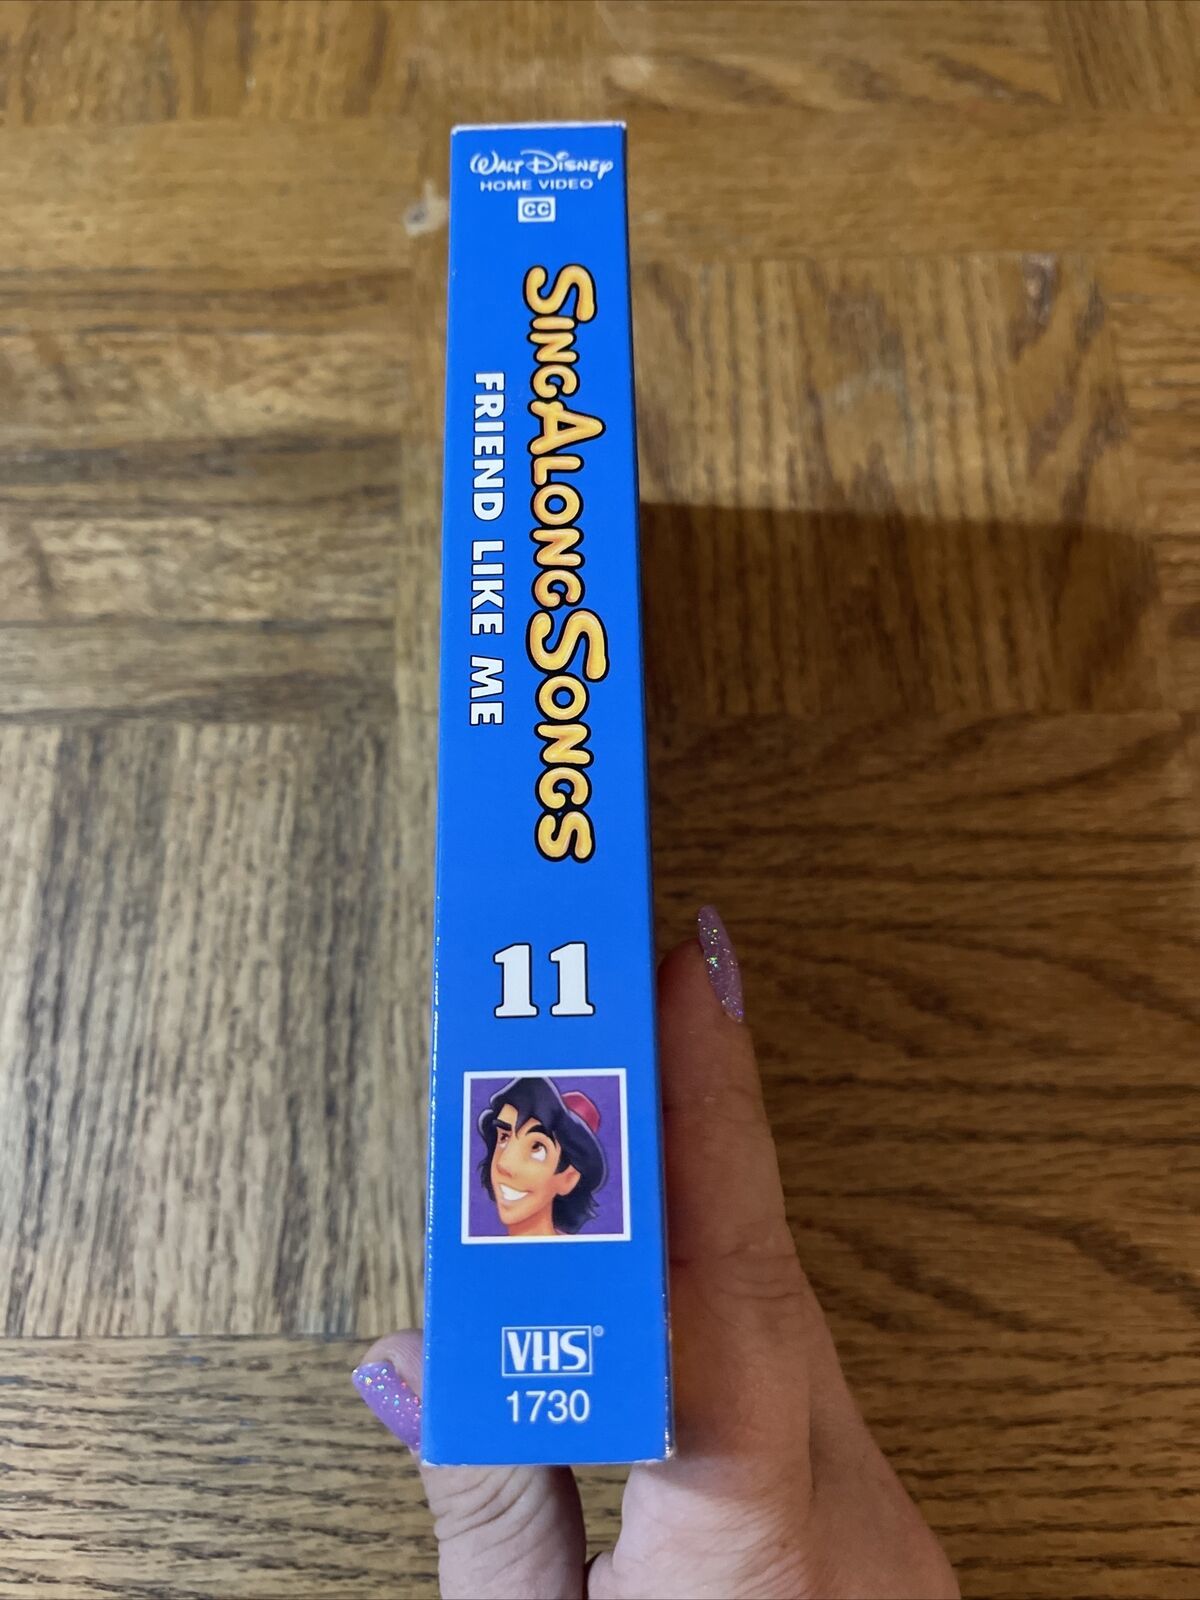 WALT DISNEY
HOME VIDEO
CC
SING ALONG SONGS
FRIEND LIKE ME
11
VHS®
1730